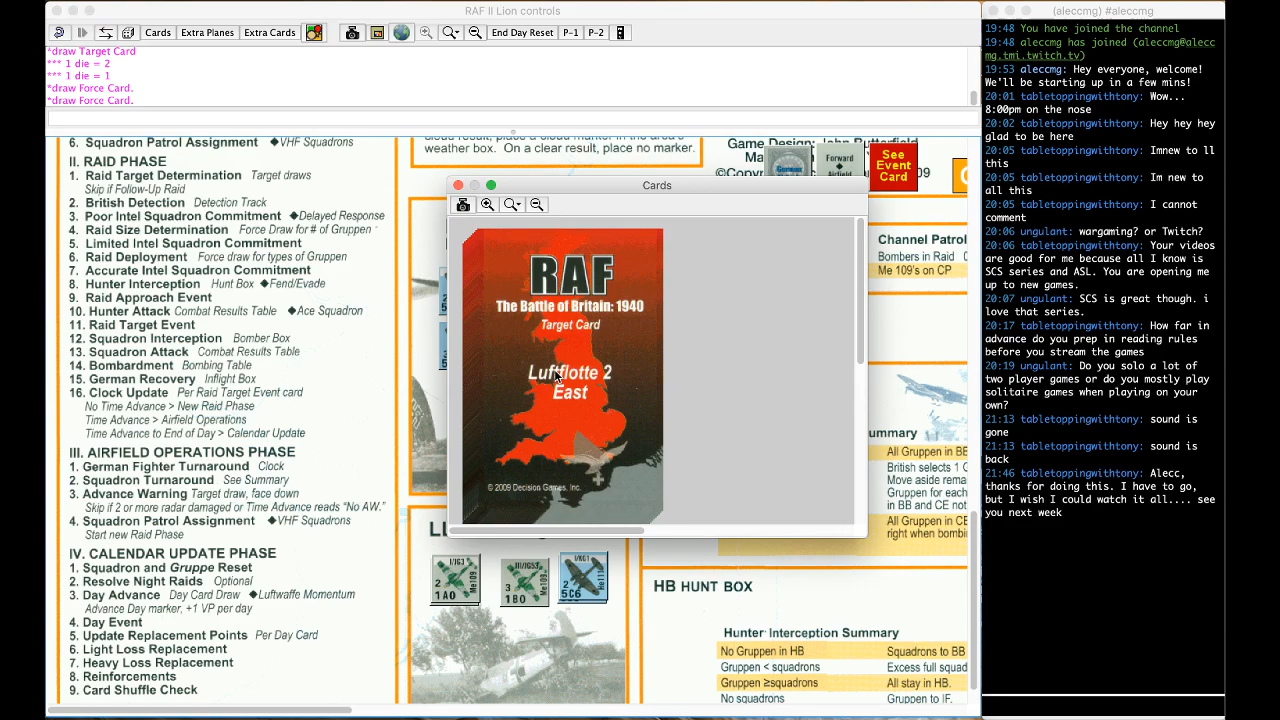 RAF II Lion controls
Cards
Extra Planes
Extra Cards
End Day Reset
P-1
P-2
*draw Target Card
*** 1 die = 2
*** 1 die = 1
*draw Force Card.
*draw Force Card.
6. Squadron Patrol Assignment ◆VHF Squadrons
II. RAID PHASE
1. Raid Target Determination Target draws
Skip if Follow-Up Raid
2. British Detection Detection Track
3. Poor Intel Squadron Commitment ◆Delayed Response
4. Raid Size Determination Force Draw for # of Gruppen
5. Limited Intel Squadron Commitment
6. Raid Deployment Force draw for types of Gruppen
7. Accurate Intel Squadron Commitment
8. Hunter Interception Hunt Box ◆Fend/Evade
9. Raid Approach Event
10. Hunter Attack Combat Results Table ◆Ace Squadron
11. Raid Target Event
12. Squadron Interception Bomber Box
13. Squadron Attack Combat Results Table
14. Bombardment Bombing Table
15. German Recovery Inflight Box
16. Clock Update Per Raid Target Event card
No Time Advance > New Raid Phase
Time Advance > Airfield Operations
Time Advance to End of Day > Calendar Update
III. AIRFIELD OPERATIONS PHASE
1. German Fighter Turnaround Clock
2. Squadron Turnaround See Summary
3. Advance Warning Target draw, face down
Skip if 2 or more radar damaged or Time Advance reads "No AW."
4. Squadron Patrol Assignment ◆VHF Squadrons
Start new Raid Phase
IV. CALENDAR UPDATE PHASE
1. Squadron and Gruppe Reset
2. Resolve Night Raids Optional
3. Day Advance Day Card Draw ◆Luftwaffe Momentum
Advance Day marker, +1 VP per day
4. Day Event
5. Update Replacement Points Per Day Card
6. Light Loss Replacement
7. Heavy Loss Replacement
8. Reinforcements
9. Card Shuffle Check
weather box. On a clear result, place no marker.
German
Forward
◆
Airfield
See
Event
Card
Cards
RAF
The Battle of Britain: 1940
Target Card
Luftflotte 2
East
© 2009 Decision Games, Inc.
Channel Patrol
Bombers in Raid
Me 109's on CP
ummary
All Gruppen in BB
British selects 1 G
Move aside rema
Gruppen for each
in BB and CE not
All Gruppen in CE
right when bombi
I/JG3
2
1 A0
Me109
III/JG53
3
1 B0
Me109
I/KG1
2
5C6
He111
HB HUNT BOX
Hunter Interception Summary
No Gruppen in HB Squadrons to BB
Gruppen < squadrons Excess full squad
Gruppen ≥squadrons All stay in HB.
No squadrons Gruppen to IF.
(aleccmg) #aleccmg
19:48 You have joined the channel
19:48 aleccmg has joined (aleccmg@alecc
mg.tmi.twitch.tv)
19:53 aleccmg: Hey everyone, welcome!
We'll be starting up in a few mins!
20:01 tabletoppingwithtony: Wow...
8:00pm on the nose
20:02 tabletoppingwithtony: Hey hey hey
glad to be here
20:05 tabletoppingwithtony: Imnew to ll
this
20:05 tabletoppingwithtony: Im new to
all this
20:05 tabletoppingwithtony: I cannot
comment
20:06 ungulant: wargaming? or Twitch?
20:06 tabletoppingwithtony: Your videos
are good for me because all I know is
SCS series and ASL. You are opening me
up to new games.
20:07 ungulant: SCS is great though. i
love that series.
20:17 tabletoppingwithtony: How far in
advance do you prep in reading rules
before you stream the games
20:19 ungulant: Do you solo a lot of
two player games or do you mostly play
solitaire games when playing on your
own?
21:13 tabletoppingwithtony: sound is
gone
21:13 tabletoppingwithtony: sound is
back
21:46 tabletoppingwithtony: Alecc,
thanks for doing this. I have to go,
but I wish I could watch it all.... see
you next week